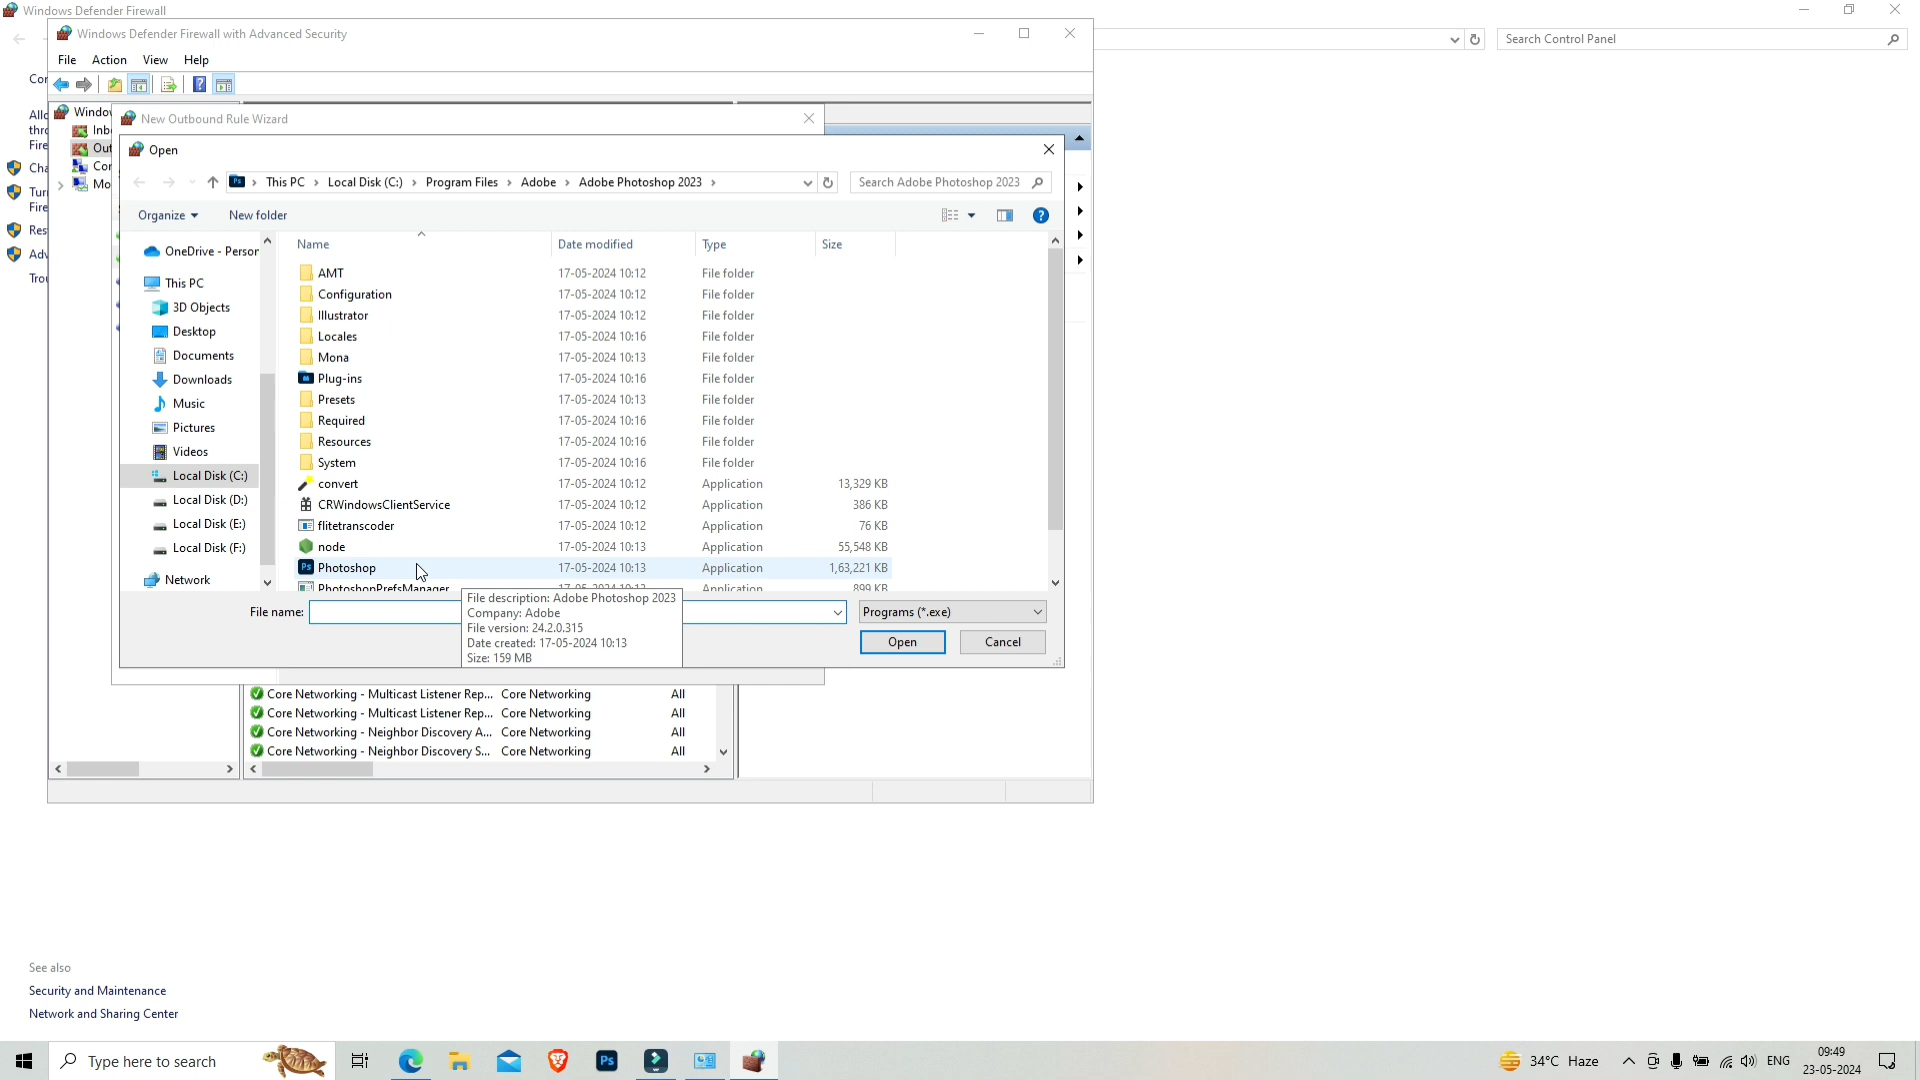 Windows Defender Firewall
Windows Defender Firewall with Advanced Security
Search Control Panel
File Action View Help
New Outbound Rule Wizard
Open
This PC > Local Disk (C:) > Program Files > Adobe > Adobe Photoshop 2023 >
Search Adobe Photoshop 2023
Organize New folder
Name Date modified Type Size
OneDrive - Person
This PC
3D Objects
Desktop
Documents
Downloads
Music
Pictures
Videos
Local Disk (C:)
Local Disk (D:)
Local Disk (E:)
Local Disk (F:)
Network
AMT 17-05-2024 10:12 File folder
Configuration 17-05-2024 10:12 File folder
Illustrator 17-05-2024 10:12 File folder
Locales 17-05-2024 10:16 File folder
Mona 17-05-2024 10:13 File folder
Plug-ins 17-05-2024 10:16 File folder
Presets 17-05-2024 10:13 File folder
Required 17-05-2024 10:16 File folder
Resources 17-05-2024 10:16 File folder
System 17-05-2024 10:16 File folder
convert 17-05-2024 10:12 Application 13,329 KB
CRWindowsClientService 17-05-2024 10:12 Application 386 KB
flitetranscoder 17-05-2024 10:12 Application 76 KB
node 17-05-2024 10:13 Application 55,548 KB
Photoshop 17-05-2024 10:13 Application 1,63,221 KB
PhotoshopPrefsManager 17-05-2024 10:13 Application 899 KB
File name: Programs (*.exe)
File description: Adobe Photoshop 2023
Company: Adobe
File version: 24.2.0.315
Date created: 17-05-2024 10:13
Size: 159 MB
Open Cancel
Core Networking - Multicast Listener Rep... Core Networking All
Core Networking - Multicast Listener Rep... Core Networking All
Core Networking - Neighbor Discovery A... Core Networking All
Core Networking - Neighbor Discovery S... Core Networking All
See also
Security and Maintenance
Network and Sharing Center
Type here to search
Ps
34°C Haze
ENG
09:49
23-05-2024